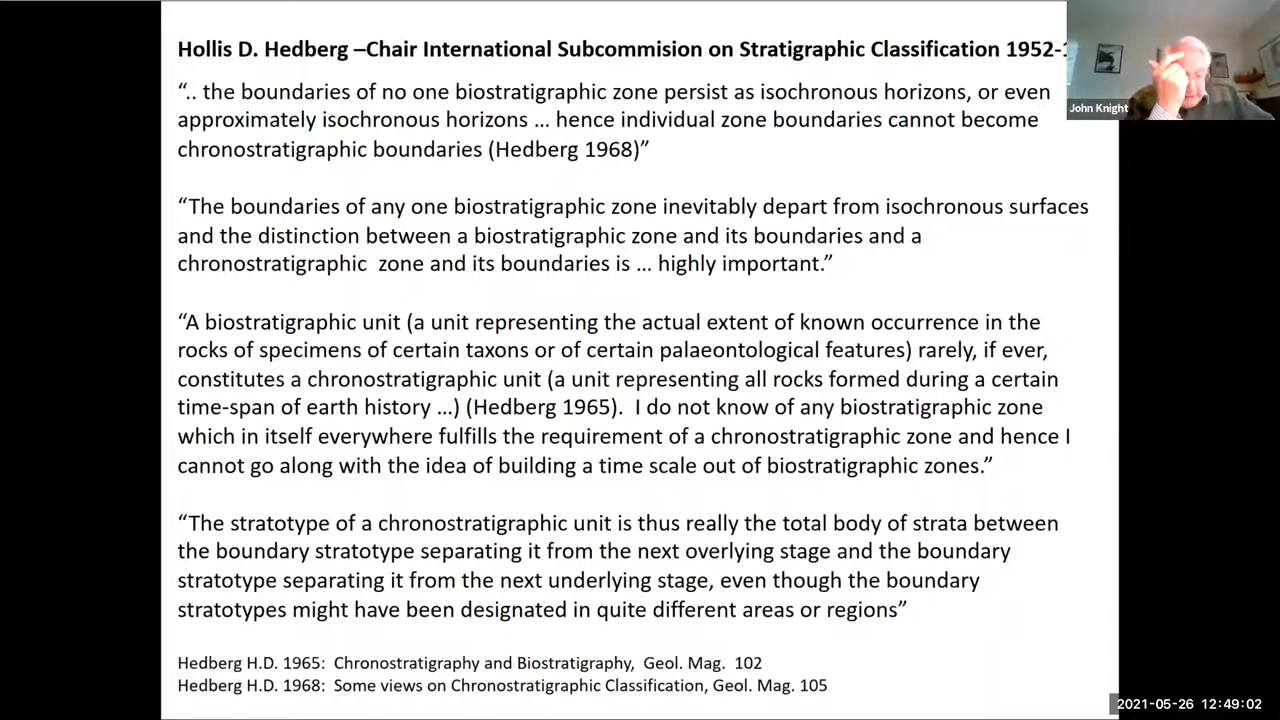 Hollis D. Hedberg –Chair International Subcommision on Stratigraphic Classification 1952-
“.. the boundaries of no one biostratigraphic zone persist as isochronous horizons, or even
approximately isochronous horizons ... hence individual zone boundaries cannot become
chronostratigraphic boundaries (Hedberg 1968)”
“The boundaries of any one biostratigraphic zone inevitably depart from isochronous surfaces
and the distinction between a biostratigraphic zone and its boundaries and a
chronostratigraphic zone and its boundaries is ... highly important.”
“A biostratigraphic unit (a unit representing the actual extent of known occurrence in the
rocks of specimens of certain taxons or of certain palaeontological features) rarely, if ever,
constitutes a chronostratigraphic unit (a unit representing all rocks formed during a certain
time-span of earth history ...) (Hedberg 1965). I do not know of any biostratigraphic zone
which in itself everywhere fulfills the requirement of a chronostratigraphic zone and hence I
cannot go along with the idea of building a time scale out of biostratigraphic zones.”
“The stratotype of a chronostratigraphic unit is thus really the total body of strata between
the boundary stratotype separating it from the next overlying stage and the boundary
stratotype separating it from the next underlying stage, even though the boundary
stratotypes might have been designated in quite different areas or regions”
Hedberg H.D. 1965: Chronostratigraphy and Biostratigraphy, Geol. Mag. 102
Hedberg H.D. 1968: Some views on Chronostratigraphic Classification, Geol. Mag. 105
John Knight
2021-05-26 12:49:02